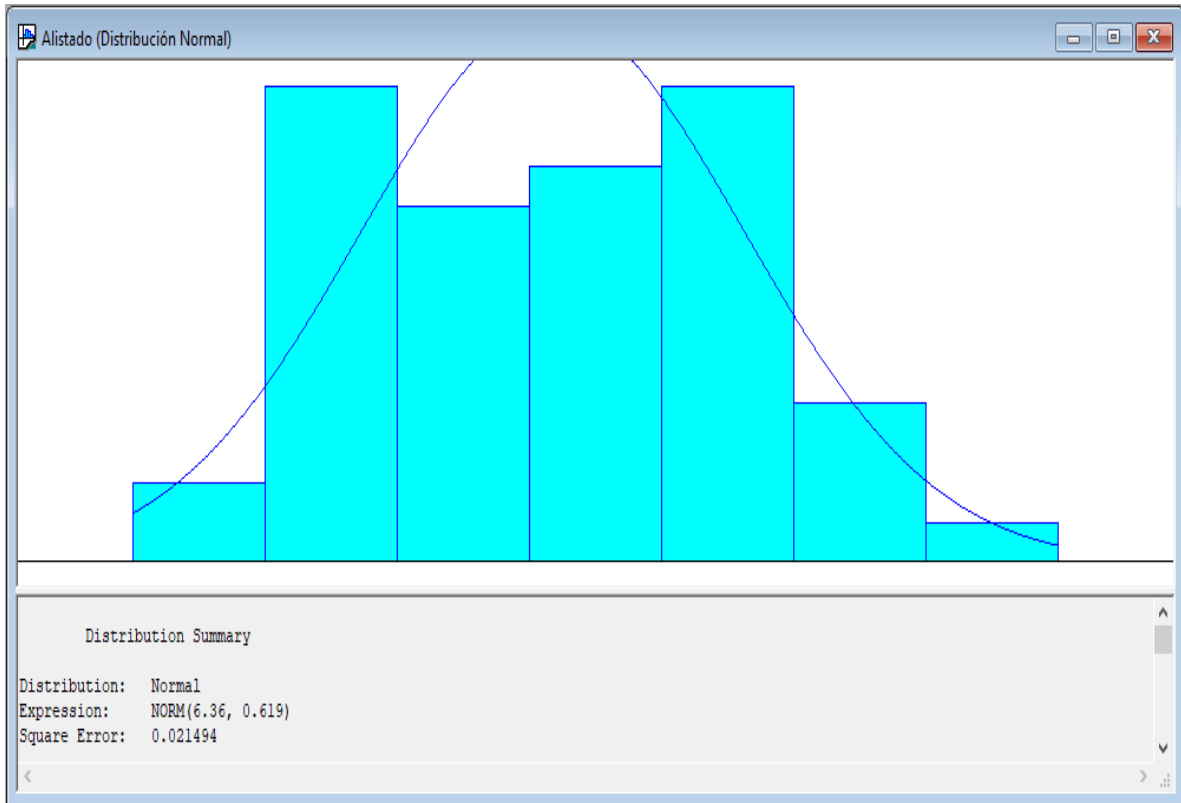 Alistado (Distribución Normal)
Distribution Summary
Distribution: Normal
Expression: NORM(6.36, 0.619)
Square Error: 0.021494